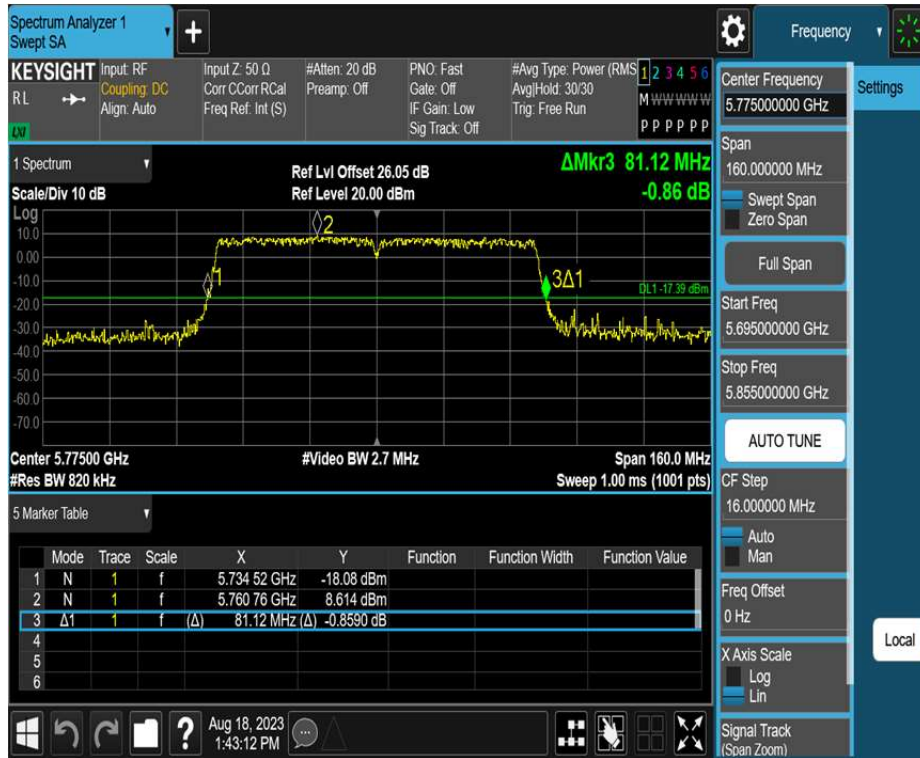 Spectrum Analyzer 1
Swept SA
Frequency
KEYSIGHT
RL
LXI
Input: RF
Coupling: DC
Align: Auto
Input Z: 50 Ω
Corr CCorr RCal
Freq Ref: Int (S)
#Atten: 20 dB
Preamp: Off
PNO: Fast
Gate: Off
IF Gain: Low
Sig Track: Off
#Avg Type: Power (RMS
Avg|Hold: 30/30
Trig: Free Run
1 2 3 4 5 6
M W W W W W
P P P P P P
1 Spectrum
Scale/Div 10 dB
Ref Lvl Offset 26.05 dB
Ref Level 20.00 dBm
ΔMkr3 81.12 MHz
-0.86 dB
Log
10.0
0.00
-10.0
-20.0
-30.0
-40.0
-50.0
-60.0
-70.0
1
2
3Δ1
DL1 -17.39 dBm
Center 5.77500 GHz
#Res BW 820 kHz
#Video BW 2.7 MHz
Span 160.0 MHz
Sweep 1.00 ms (1001 pts)
5 Marker Table
Mode Trace Scale X Y Function Function Width Function Value
1 N 1 f 5.734 52 GHz -18.08 dBm
2 N 1 f 5.760 76 GHz 8.614 dBm
3 Δ1 1 f (Δ) 81.12 MHz (Δ) -0.8590 dB
4
5
6
?
Aug 18, 2023
1:43:12 PM
Center Frequency
5.775000000 GHz
Span
160.000000 MHz
Swept Span
Zero Span
Full Span
Start Freq
5.695000000 GHz
Stop Freq
5.855000000 GHz
AUTO TUNE
CF Step
16.000000 MHz
Auto
Man
Freq Offset
0 Hz
X Axis Scale
Log
Lin
Signal Track
(Span Zoom)
Settings
Local